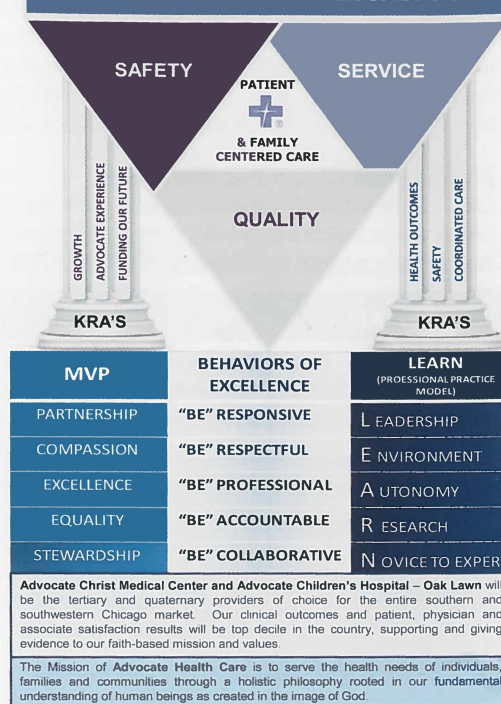 SAFETY
SERVICE
PATIENT
®
& FAMILY
CENTERED CARE
QUALITY
GROWTH
ADVOCATE EXPERIENCE
FUNDING OUR FUTURE
HEALTH OUTCOMES
SAFETY
COORDINATED CARE
KRA'S
KRA'S
MVP
BEHAVIORS OF
EXCELLENCE
LEARN
(PROESSIONAL PRACTICE
MODEL)
PARTNERSHIP
"BE" RESPONSIVE
L EADERSHIP
COMPASSION
"BE" RESPECTFUL
E NVIRONMENT
EXCELLENCE
"BE" PROFESSIONAL
A UTONOMY
EQUALITY
"BE" ACCOUNTABLE
R ESEARCH
STEWARDSHIP
"BE" COLLABORATIVE
N OVICE TO EXPER
Advocate Christ Medical Center and Advocate Children's Hospital – Oak Lawn will
be the tertiary and quaternary providers of choice for the entire southern and
southwestern Chicago market. Our clinical outcomes and patient, physician and
associate satisfaction results will be top decile in the country, supporting and giving
evidence to our faith-based mission and values.
The Mission of Advocate Health Care is to serve the health needs of individuals,
families and communities through a holistic philosophy rooted in our fundamental
understanding of human beings as created in the image of God.